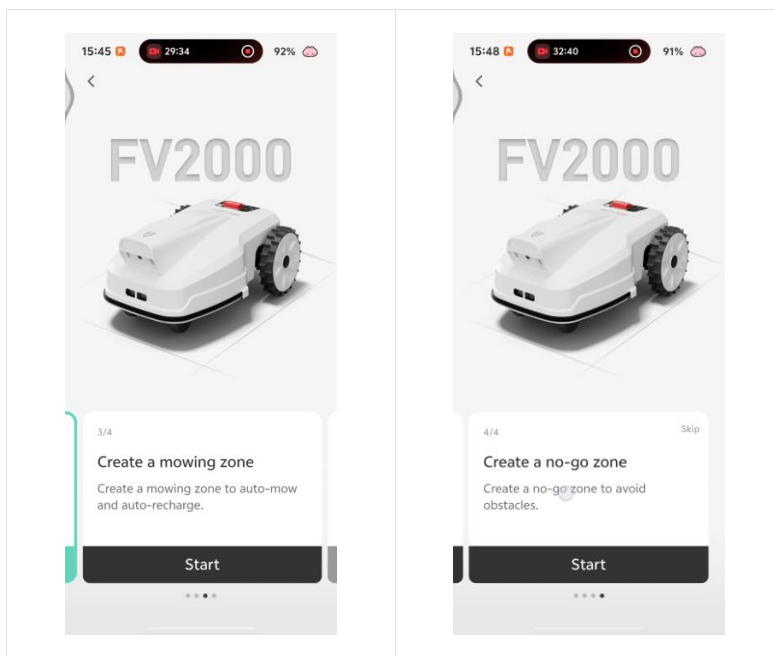 15:45 29:34 92%
FV2000
3/4
Create a mowing zone
Create a mowing zone to auto-mow
and auto-recharge.
Start
15:48 32:40 91%
FV2000
4/4 Skip
Create a no-go zone
Create a no-go zone to avoid
obstacles.
Start